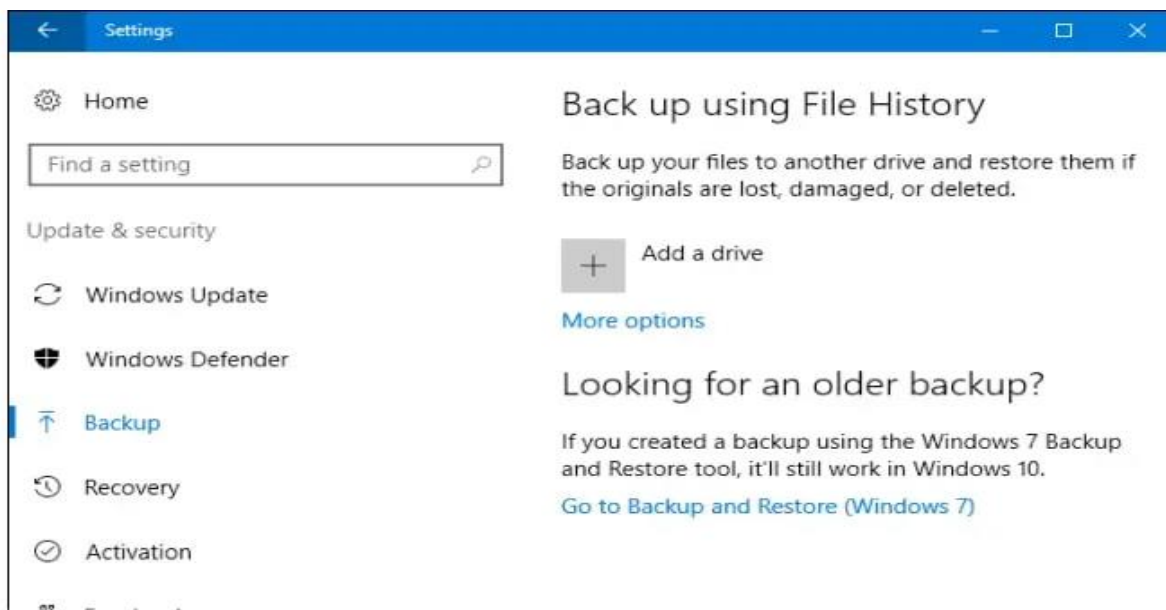 Settings
Home
Find a setting
Update & security
Windows Update
Windows Defender
Backup
Recovery
Activation
Back up using File History
Back up your files to another drive and restore them if
the originals are lost, damaged, or deleted.
Add a drive
More options
Looking for an older backup?
If you created a backup using the Windows 7 Backup
and Restore tool, it'll still work in Windows 10.
Go to Backup and Restore (Windows 7)